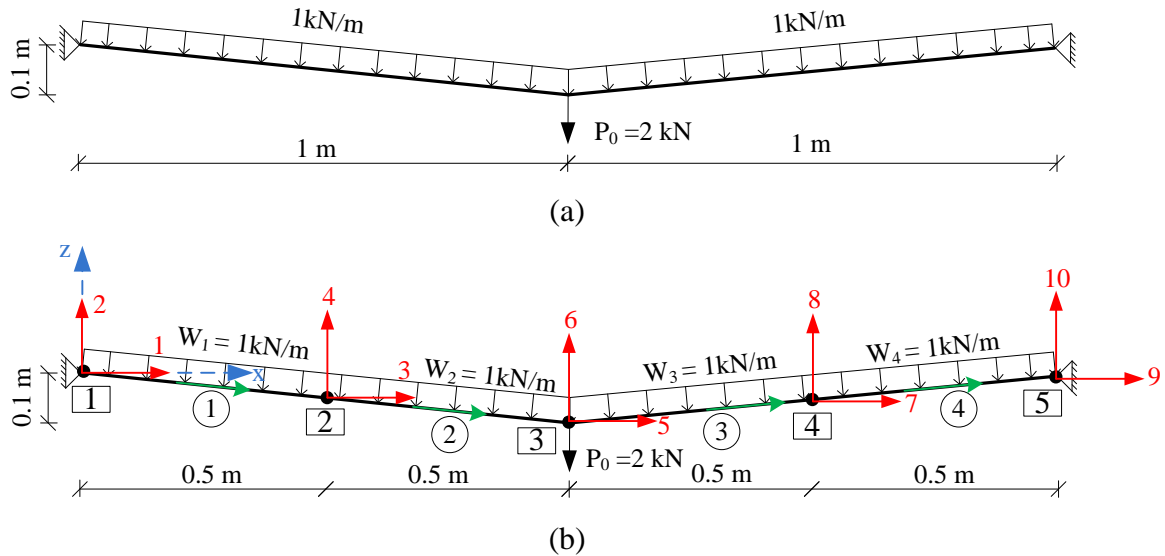 1kN/m
1kN/m
0.1 m
P₀ =2 kN
1 m
1 m
(a)
z
2
4
6
8
10
W₁ = 1kN/m
1
x
3
W₂ = 1kN/m
W₃ = 1kN/m
W₄ = 1kN/m
9
0.1 m
1
1
2
2
3
5
3
4
7
4
5
P₀ =2 kN
0.5 m
0.5 m
0.5 m
0.5 m
(b)